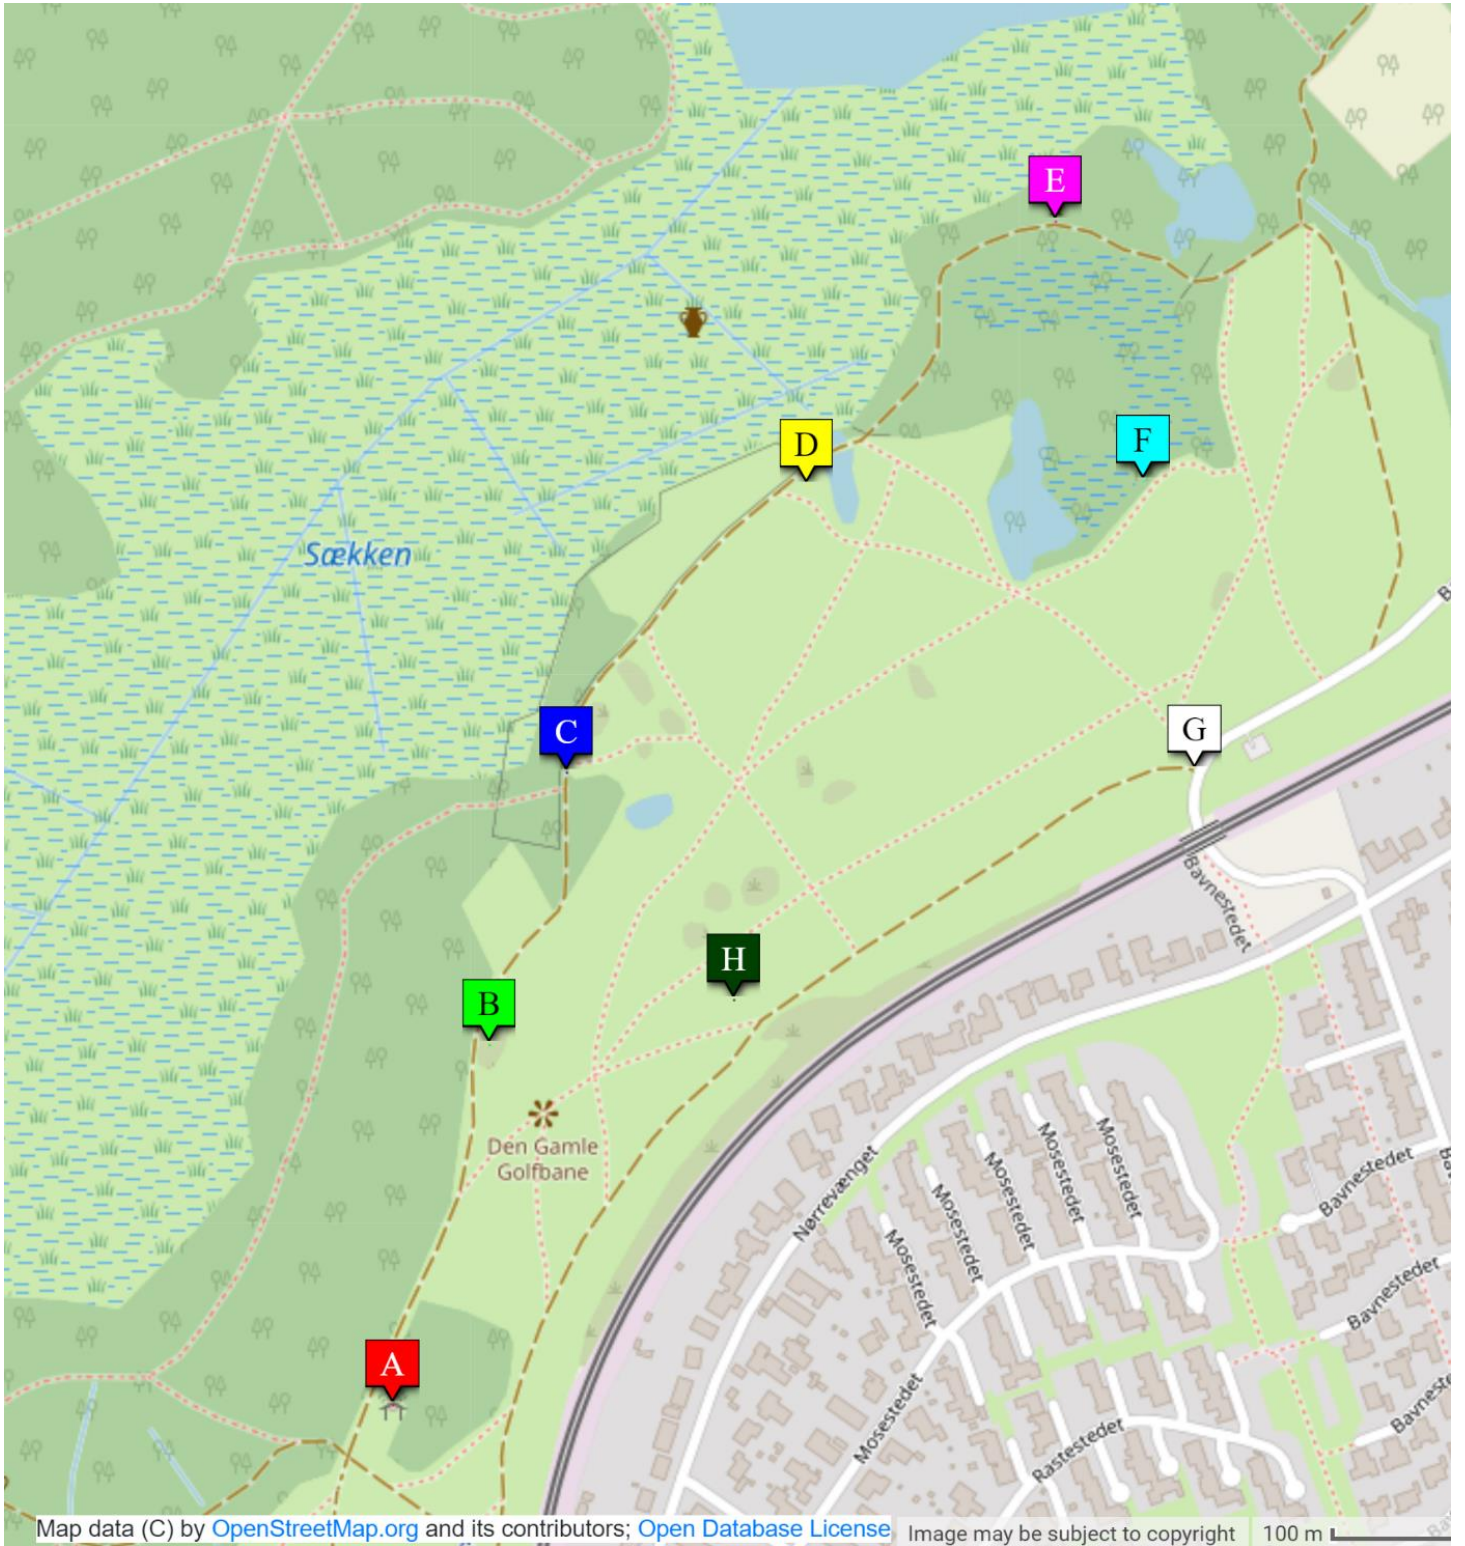 E
D
F
Sækken
B
C
G
Bavnestedet
H
B
Den Gamle
Golfbane
Nørrevænget
Mosestedet
Mosestedet
Mosestedet
Mosestedet
Mosestedet
Bavnestedet
Bavnestedet
A
Mosestedet
Rastestedet
Bavneste
Map data (C) by OpenStreetMap.org and its contributors; Open Database License
Image may be subject to copyright
100 m